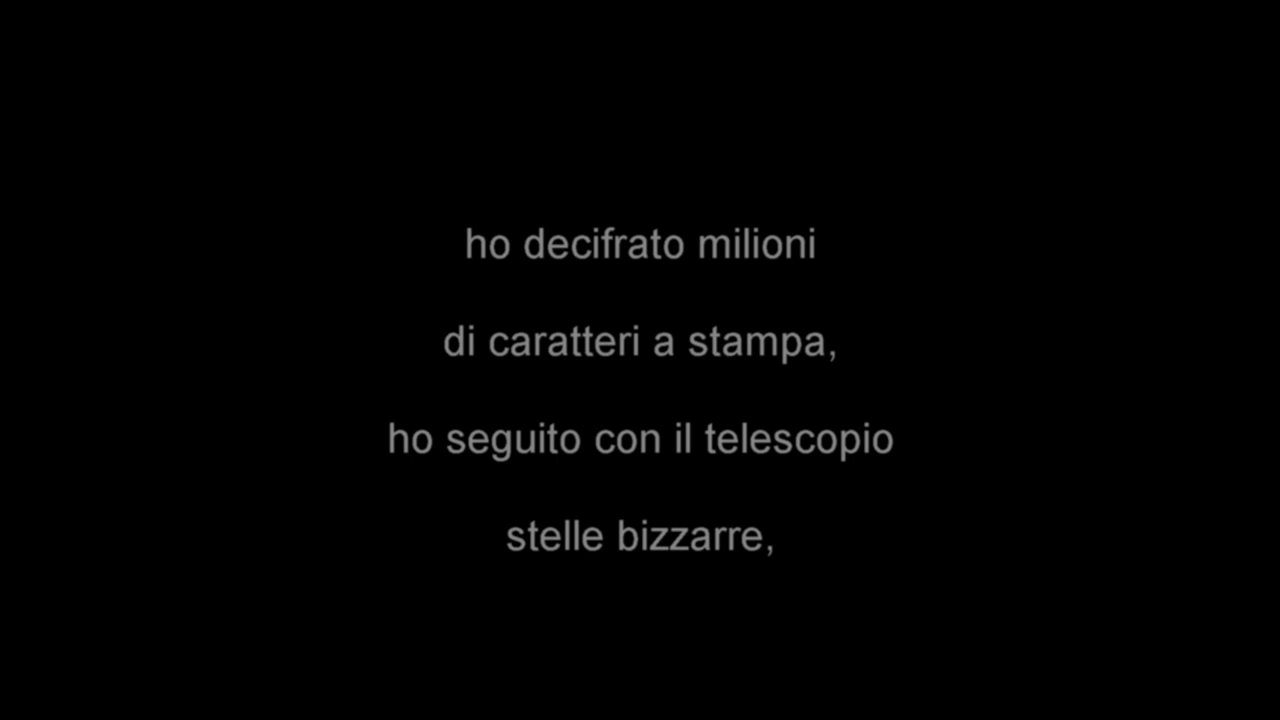 ho decifrato milioni
di caratteri a stampa,
ho seguito con il telescopio
stelle bizzarre,